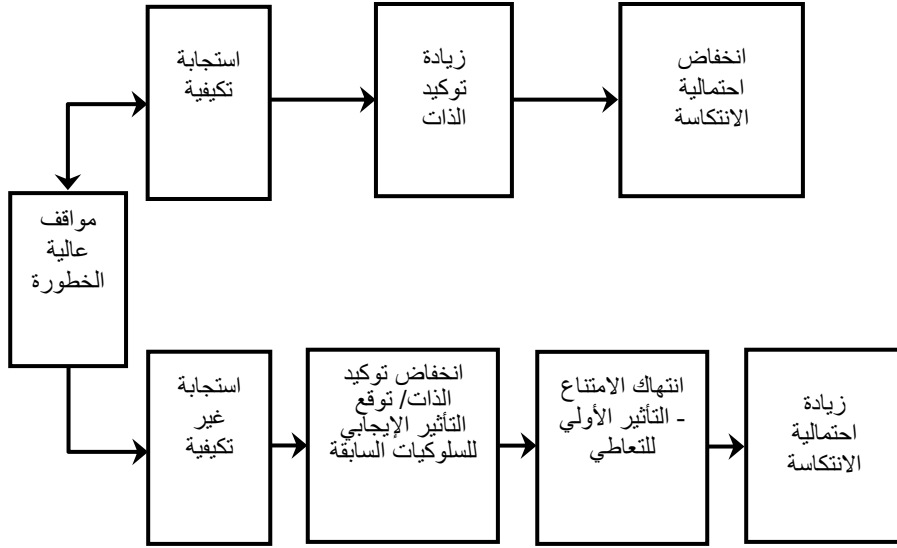 استجابة
تكيفية
زيادة
توكيد
الذات
انخفاض
احتمالية
الانتكاسة
مواقف
عالية
الخطورة
استجابة
غير
تكيفية
انخفاض توكيد
الذات/ توقع
التأثير الإيجابي
للسلوكيات السابقة
انتهاك الامتناع
- التأثير الأولي
للتعاطي
زيادة
احتمالية
الانتكاسة